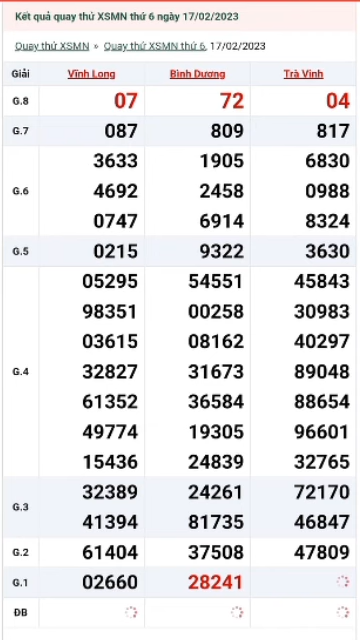 Kết quả quay thử XSMN thứ 6 ngày 17/02/2023
Quay thử XSMN » Quay thử XSMN thứ 6, 17/02/2023
Giải Vĩnh Long Bình Dương Trà Vinh
G.8 07 72 04
G.7 087 809 817
3633 1905 6830
G.6 4692 2458 0988
0747 6914 8324
G.5 0215 9322 3630
05295 54551 45843
98351 00258 30983
03615 08162 40297
G.4 32827 31673 89048
61352 36584 88654
49774 19305 96601
15436 24839 32765
G.3 32389 24261 72170
41394 81735 46847
G.2 61404 37508 47809
G.1 02660 28241
ĐB